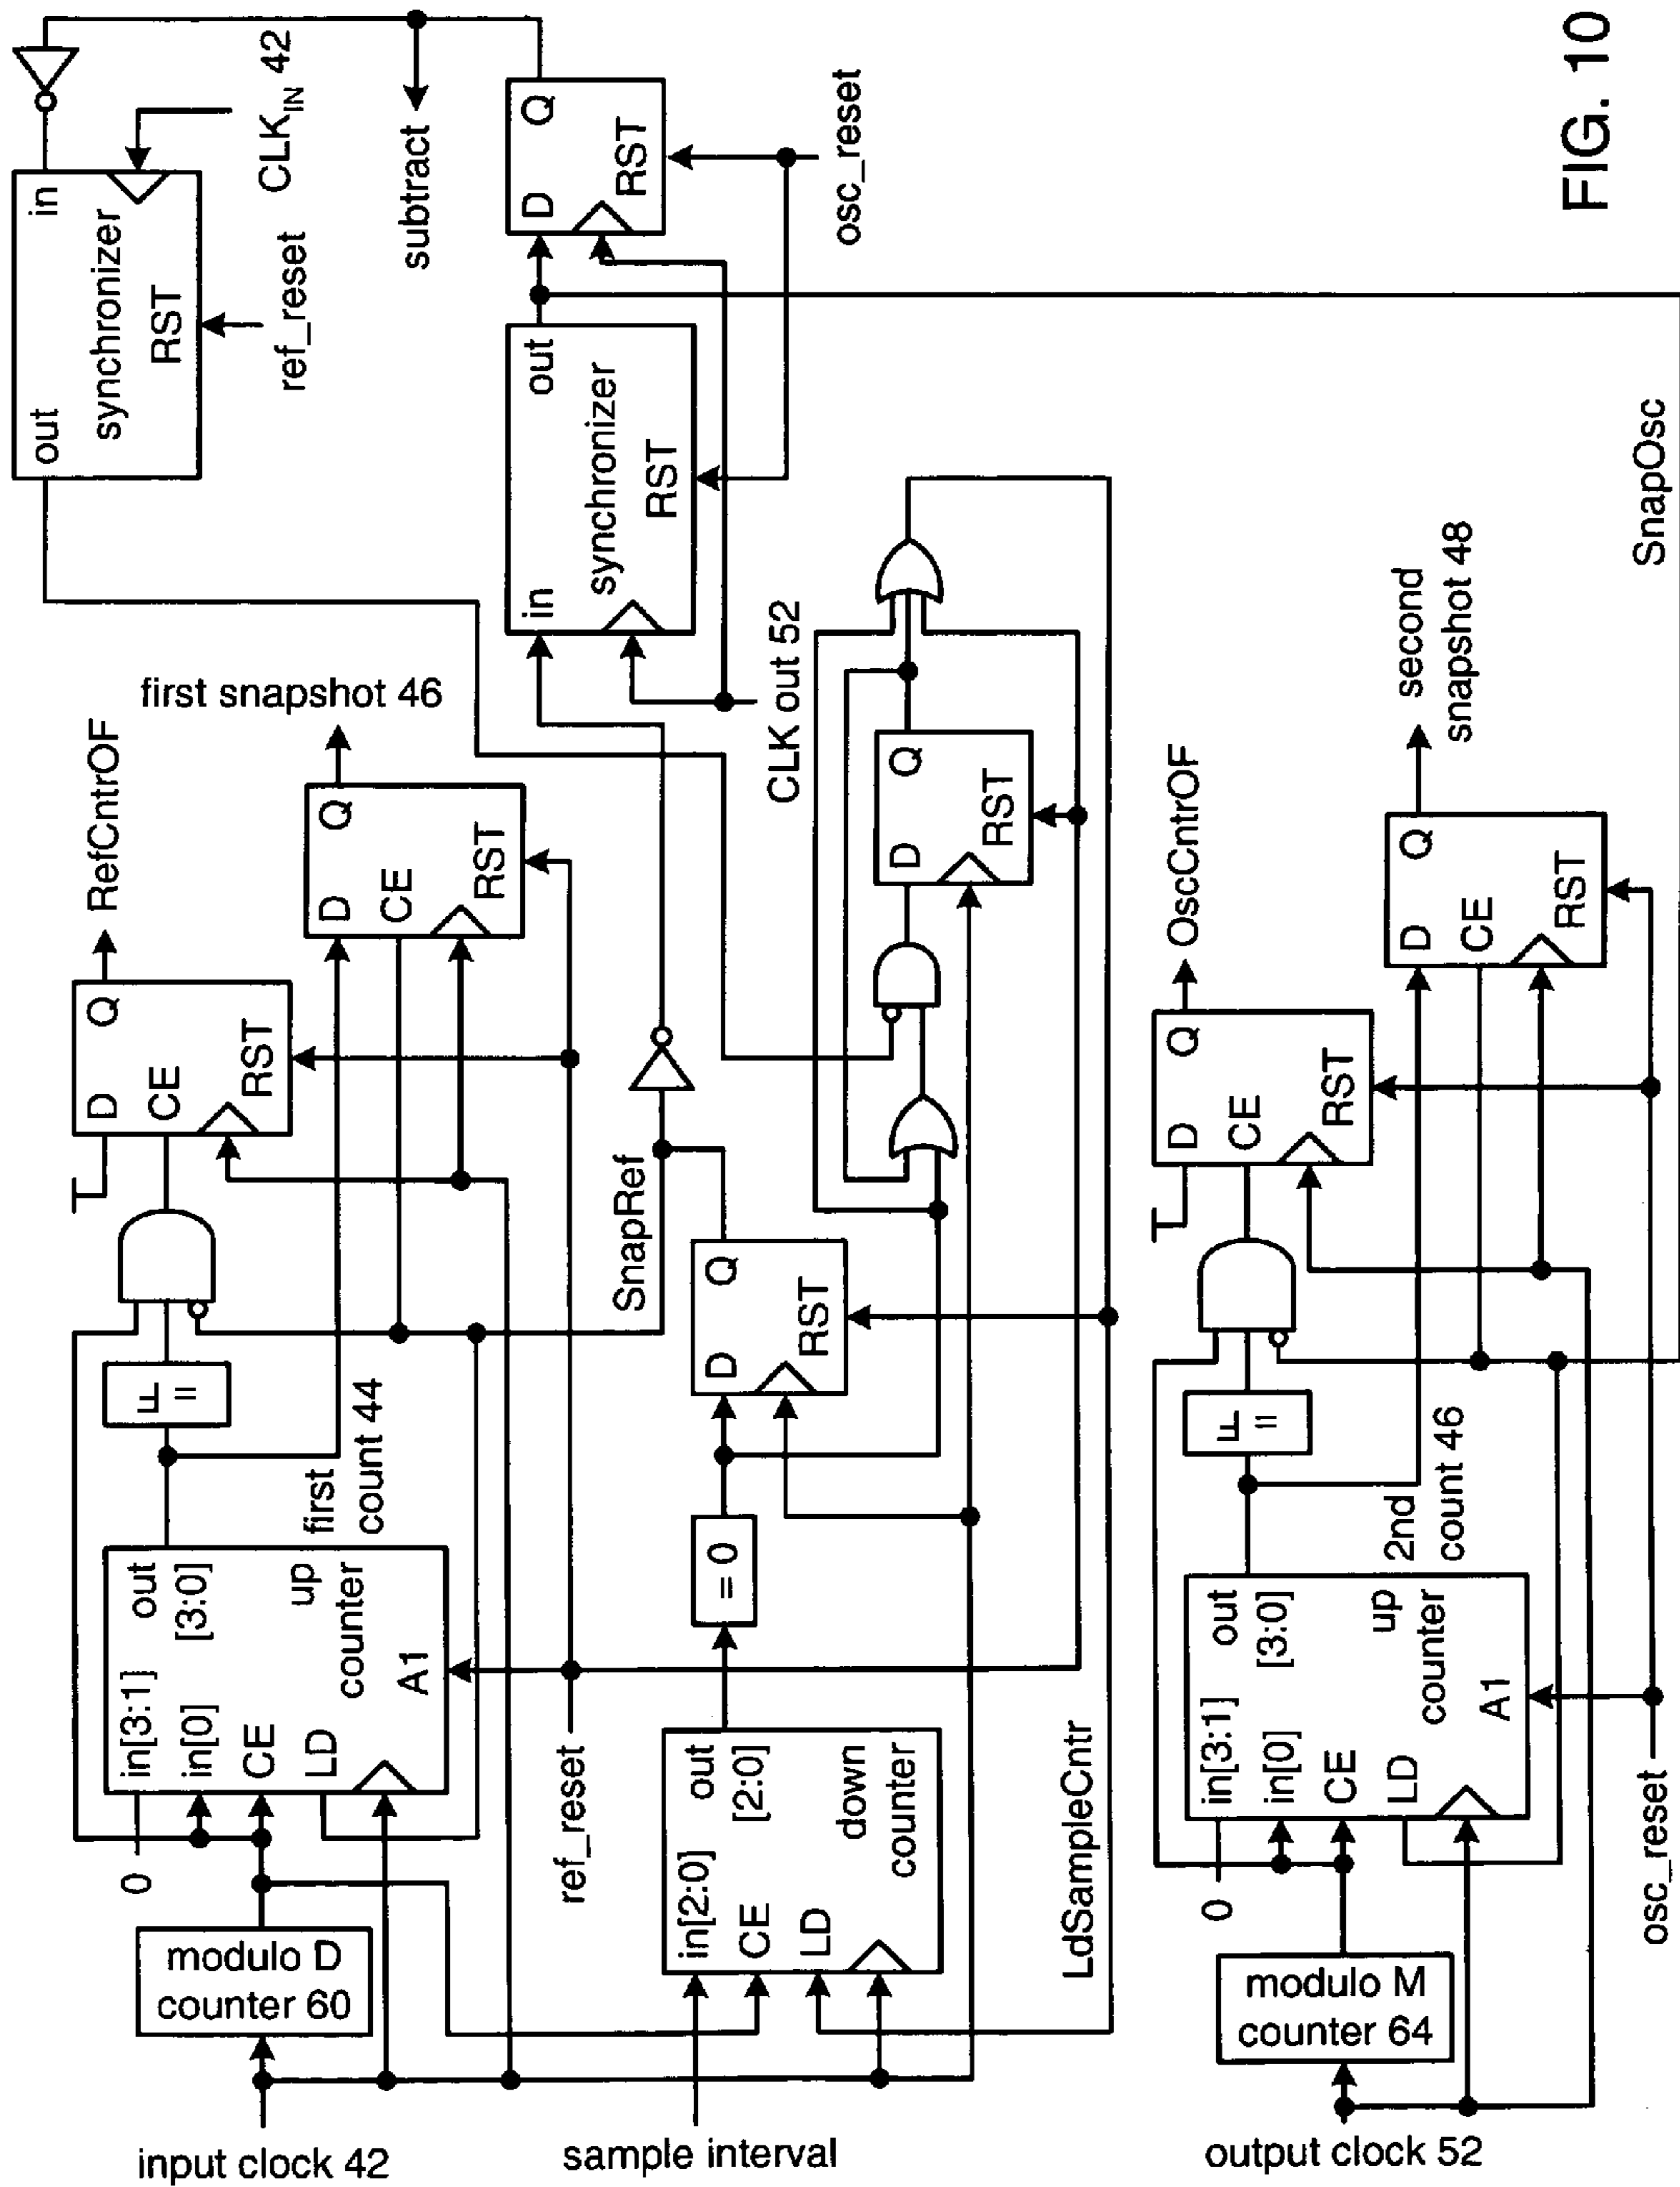 out
in
synchronizer
RST
CLK_IN 42
ref_reset
subtract
RefCntrOF
first snapshot 46
D
Q
CE
RST
D
Q
CE
RST
= F
first
count 44
0
in[3:1]
out
in[0]
[3:0]
CE
up
LD
counter
A1
modulo D
counter 60
input clock 42
ref_reset
SnapRef
in
out
synchronizer
RST
D
Q
RST
osc_reset
CLK out 52
D
Q
RST
D
Q
RST
= 0
in[2:0]
out
[2:0]
CE
down
LD
counter
sample interval
LdSampleCntr
OscCntrOF
second
snapshot 48
D
Q
CE
RST
D
Q
CE
RST
= F
2nd
count 46
0
in[3:1]
out
in[0]
[3:0]
CE
up
LD
counter
A1
modulo M
counter 64
output clock 52
osc_reset
SnapOsc
FIG. 10